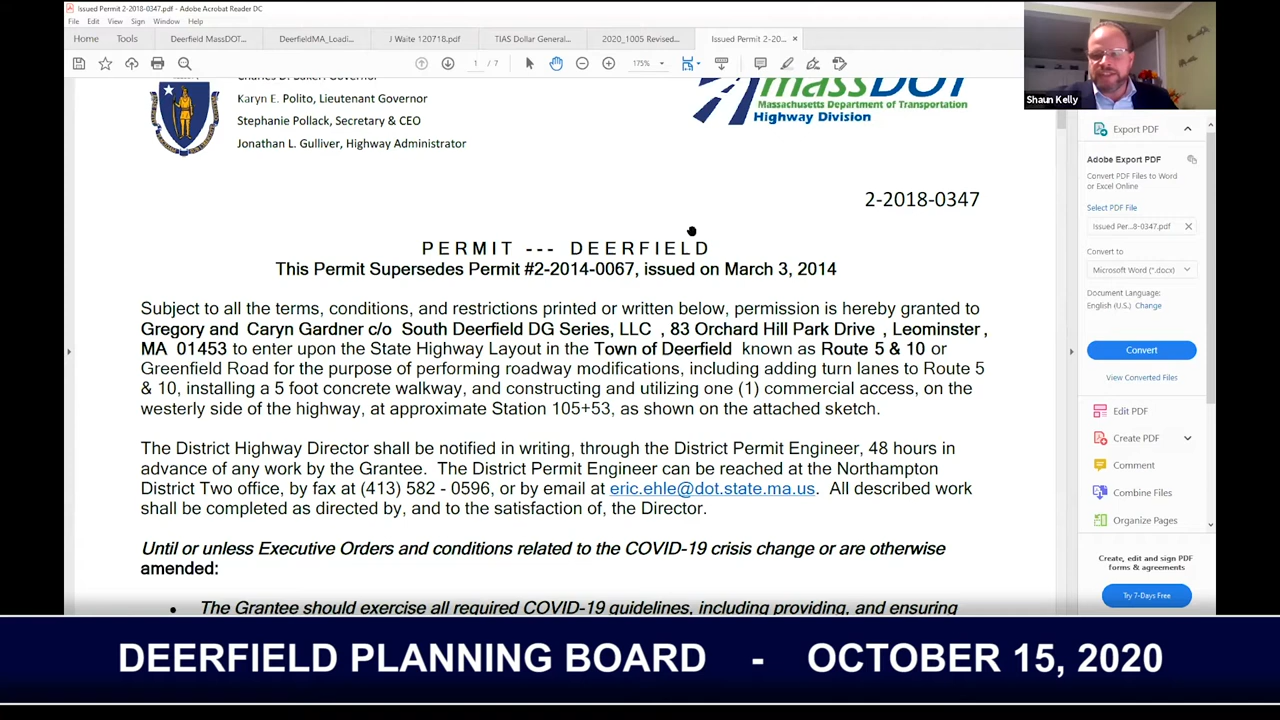 Issued Permit 2-2018-0347.pdf - Adobe Acrobat Reader DC
File Edit View Sign Window Help
Home Tools Deerfield MassDOT... DeerfieldMA_Loadi... J Waite 120718.pdf TIAS Dollar General... 2020_1005 Revised... Issued Permit 2-20... ×
1 / 7 175%
Charles D. Baker, Governor
Karyn E. Polito, Lieutenant Governor
Stephanie Pollack, Secretary & CEO
Jonathan L. Gulliver, Highway Administrator
massDOT
Massachusetts Department of Transportation
Highway Division
Shaun Kelly
2-2018-0347
PERMIT --- DEERFIELD
This Permit Supersedes Permit #2-2014-0067, issued on March 3, 2014
Subject to all the terms, conditions, and restrictions printed or written below, permission is hereby granted to
Gregory and Caryn Gardner c/o South Deerfield DG Series, LLC , 83 Orchard Hill Park Drive , Leominster ,
MA 01453 to enter upon the State Highway Layout in the Town of Deerfield known as Route 5 & 10 or
Greenfield Road for the purpose of performing roadway modifications, including adding turn lanes to Route 5
& 10, installing a 5 foot concrete walkway, and constructing and utilizing one (1) commercial access, on the
westerly side of the highway, at approximate Station 105+53, as shown on the attached sketch.
The District Highway Director shall be notified in writing, through the District Permit Engineer, 48 hours in
advance of any work by the Grantee. The District Permit Engineer can be reached at the Northampton
District Two office, by fax at (413) 582 - 0596, or by email at eric.ehle@dot.state.ma.us. All described work
shall be completed as directed by, and to the satisfaction of, the Director.
Until or unless Executive Orders and conditions related to the COVID-19 crisis change or are otherwise
amended:
• The Grantee should exercise all required COVID-19 guidelines, including providing, and ensuring
Export PDF
Adobe Export PDF
Convert PDF Files to Word
or Excel Online
Select PDF File
Issued Per...8-0347.pdf ×
Convert to
Microsoft Word (*.docx)
Document Language:
English (U.S.) Change
Convert
View Converted Files
Edit PDF
Create PDF
Comment
Combine Files
Organize Pages
Create, edit and sign PDF
forms & agreements
Try 7-Days Free
DEERFIELD PLANNING BOARD - OCTOBER 15, 2020